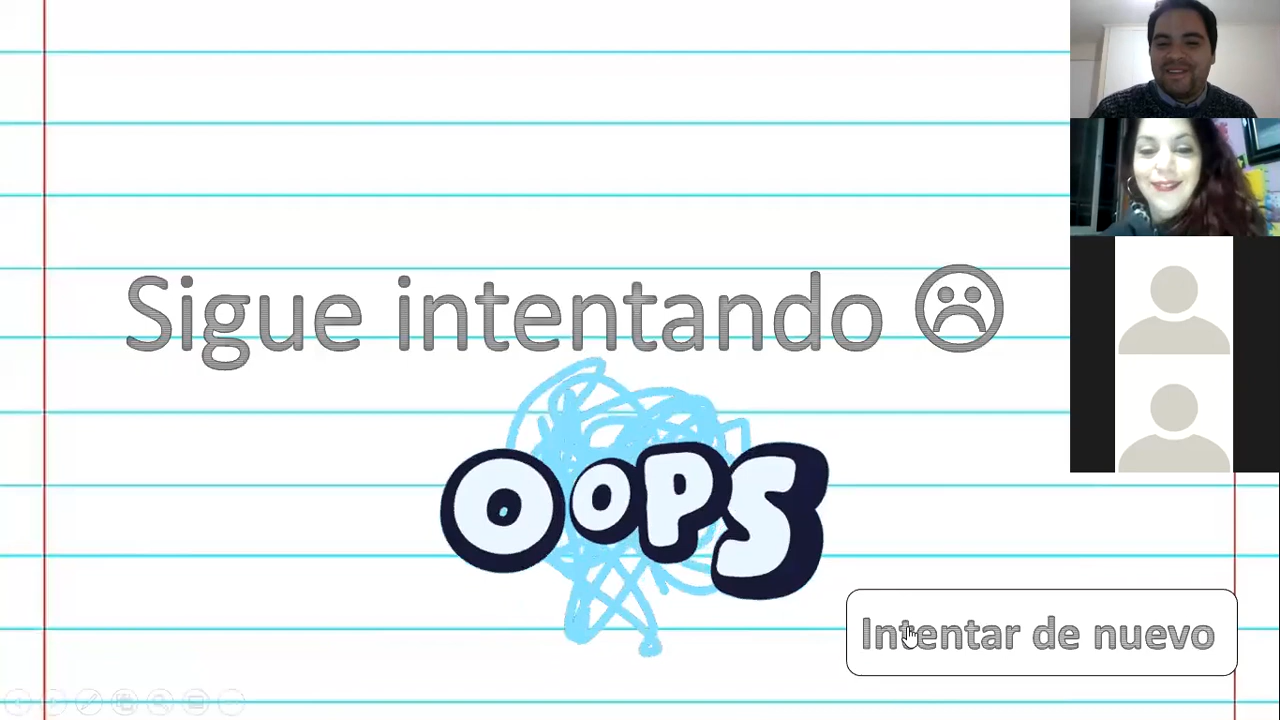 Sigue intentando ☹
OOPS
Intentar de nuevo